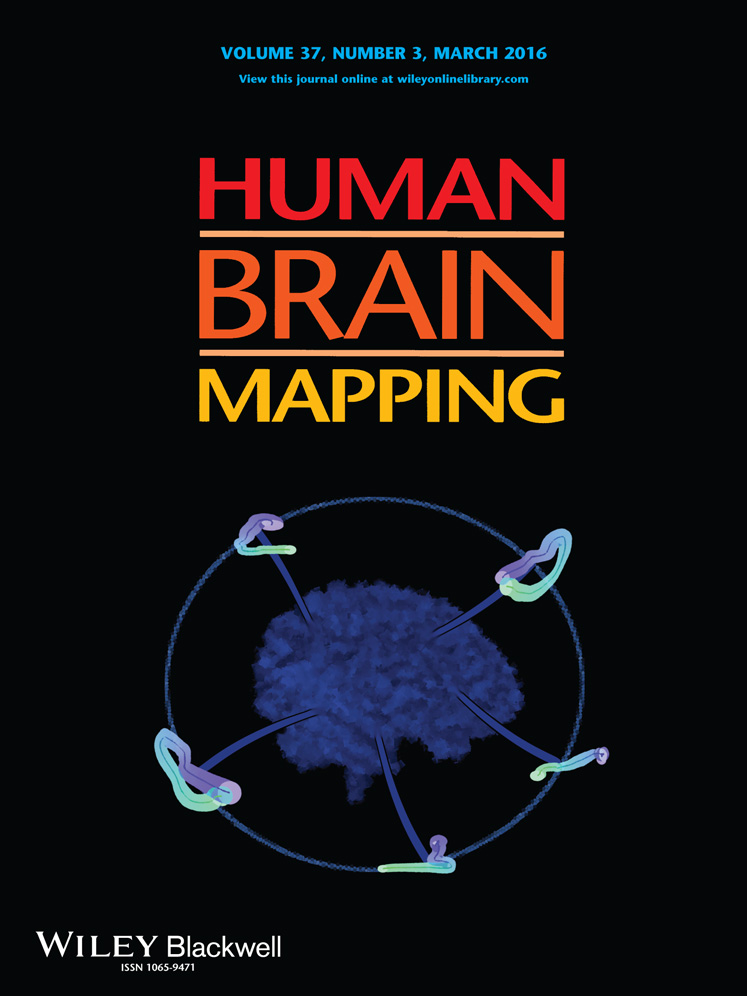 VOLUME 37, NUMBER 3, MARCH 2016
View this journal online at wileyonlinelibrary.com
HUMAN
BRAIN
MAPPING
WILEY Blackwell
ISSN 1065-9471